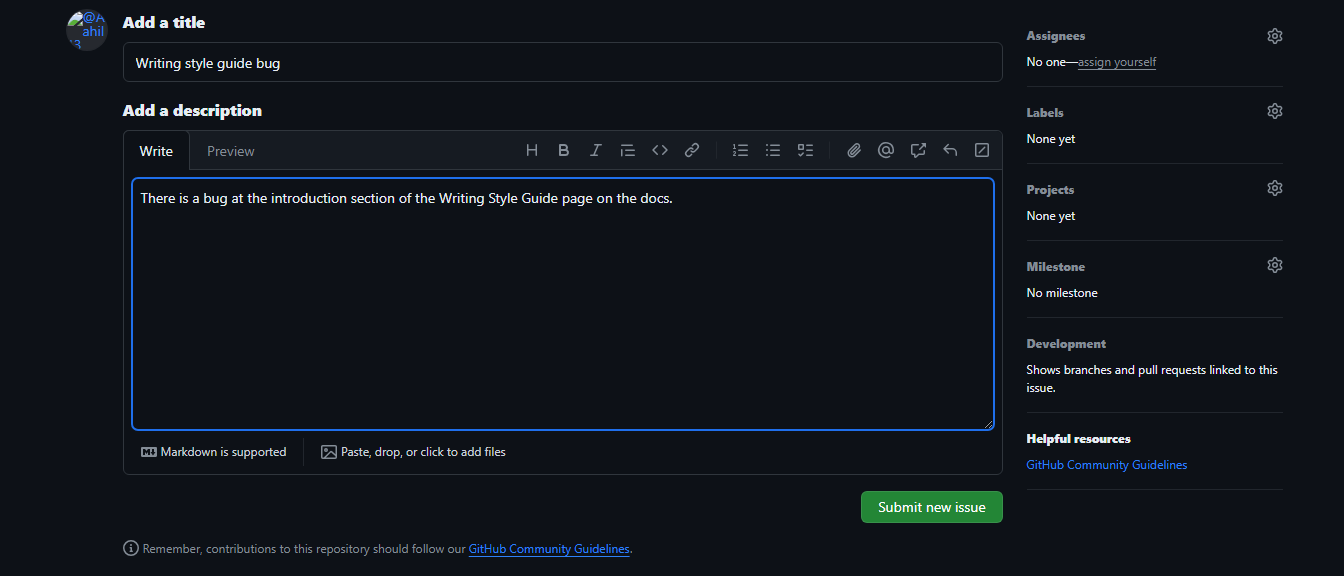 @A
ahil
13
Add a title
Writing style guide bug
Add a description
Write
Preview
H B I
There is a bug at the introduction section of the Writing Style Guide page on the docs.
Markdown is supported
Paste, drop, or click to add files
Submit new issue
Remember, contributions to this repository should follow our GitHub Community Guidelines.
Assignees
No one—assign yourself
Labels
None yet
Projects
None yet
Milestone
No milestone
Development
Shows branches and pull requests linked to this
issue.
Helpful resources
GitHub Community Guidelines